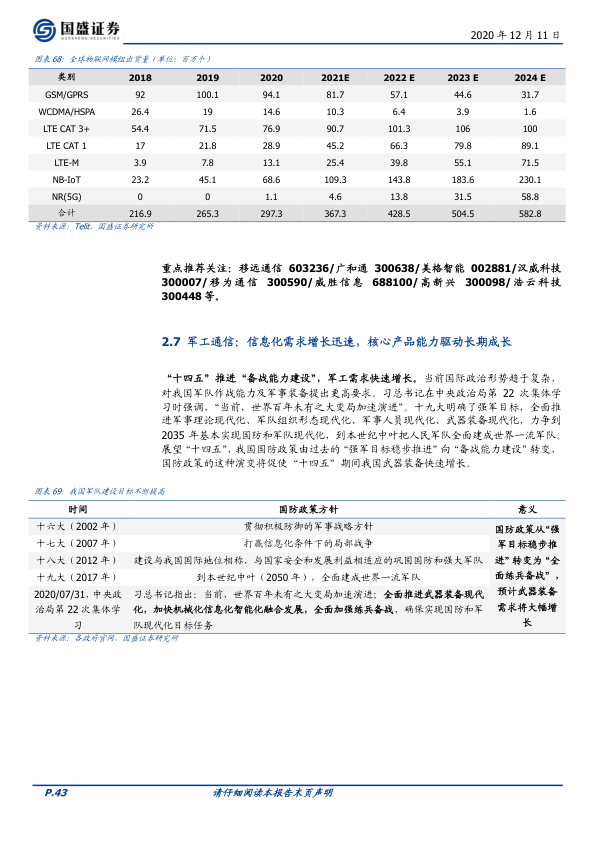 国盛证券
GUOSHENG SECURITIES
2020 年 12 月 11 日
图表 68：全球物联网模组出货量（单位：百万个）
类别 2018 2019 2020 2021E 2022 E 2023 E 2024 E
GSM/GPRS 92 100.1 94.1 81.7 57.1 44.6 31.7
WCDMA/HSPA 26.4 19 14.6 10.3 6.4 3.9 1.6
LTE CAT 3+ 54.4 71.5 76.9 90.7 101.3 106 100
LTE CAT 1 17 21.8 28.9 45.2 66.3 79.8 89.1
LTE-M 3.9 7.8 13.1 25.4 39.8 55.1 71.5
NB-IoT 23.2 45.1 68.6 109.3 143.8 183.6 230.1
NR(5G) 0 0 1.1 4.6 13.8 31.5 58.8
合计 216.9 265.3 297.3 367.3 428.5 504.5 582.8
资料来源：Telit，国盛证券研究所
重点推荐关注：移远通信 603236/广和通 300638/美格智能 002881/汉威科技
300007/移为通信 300590/威胜信息 688100/高新兴 300098/浩云科技
300448 等。
2.7 军工通信：信息化需求增长迅速，核心产品能力驱动长期成长
“十四五”推进“备战能力建设”，军工需求快速增长。当前国际政治形势趋于复杂，
对我国军队作战能力及军事装备提出更高要求。习总书记在中央政治局第 22 次集体学
习时强调，“当前，世界百年未有之大变局加速演进”。十九大明确了强军目标，全面推
进军事理论现代化、军队组织形态现代化、军事人员现代化、武器装备现代化，力争到
2035 年基本实现国防和军队现代化，到本世纪中叶把人民军队全面建成世界一流军队。
展望“十四五”，我国国防政策由过去的“强军目标稳步推进”向“备战能力建设”转变，
国防政策的这种演变将促使“十四五”期间我国武器装备快速增长。
图表 69：我国军队建设目标不断提高
时间 国防政策方针 意义
十六大（2002 年） 贯彻积极防御的军事战略方针
十七大（2007 年） 打赢信息化条件下的局部战争
十八大（2012 年） 建设与我国国际地位相称、与国家安全和发展利益相适应的巩固国防和强大军队
十九大（2017 年） 到本世纪中叶（2050 年），全面建成世界一流军队
2020/07/31，中央政
治局第 22 次集体学
习
习总书记指出：当前，世界百年未有之大变局加速演进；全面推进武器装备现代
化，加快机械化信息化智能化融合发展，全面加强练兵备战，确保实现国防和军
队现代化目标任务
国防政策从“强
军目标稳步推
进”转变为“全
面练兵备战”，
预计武器装备
需求将大幅增
长
资料来源：各政府官网，国盛证券研究所
P.43
请仔细阅读本报告末页声明